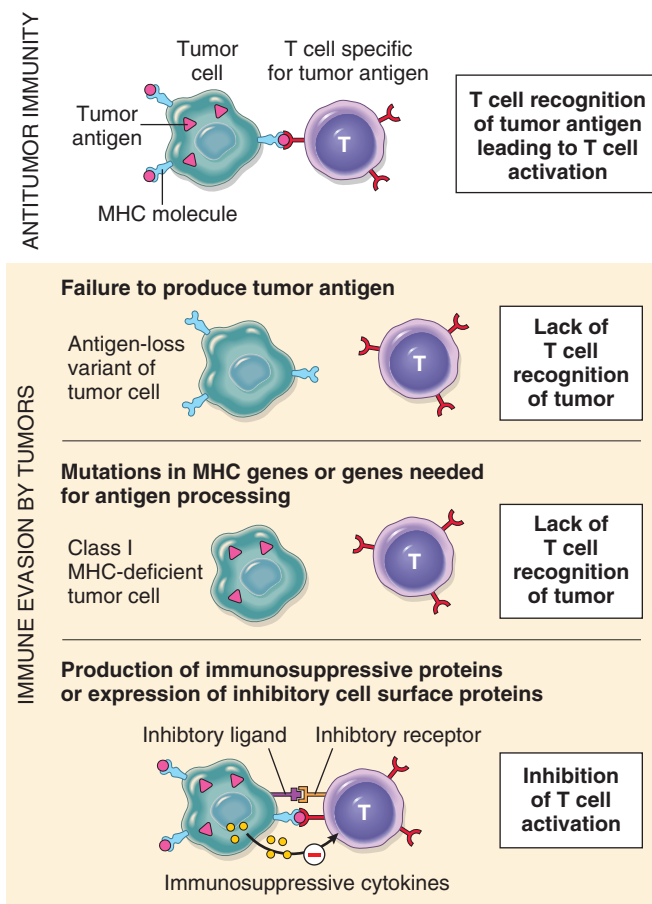 ANTITUMOR IMMUNITY
Tumor
cell
T cell specific
for tumor antigen
Tumor
antigen
MHC molecule
T
T cell recognition
of tumor antigen
leading to T cell
activation
IMMUNE EVASION BY TUMORS
Failure to produce tumor antigen
Antigen-loss
variant of
tumor cell
T
Lack of
T cell
recognition
of tumor
Mutations in MHC genes or genes needed
for antigen processing
Class I
MHC-deficient
tumor cell
T
Lack of
T cell
recognition
of tumor
Production of immunosuppressive proteins
or expression of inhibitory cell surface proteins
Inhibtory ligand
Inhibtory receptor
T
Inhibition
of T cell
activation
Immunosuppressive cytokines